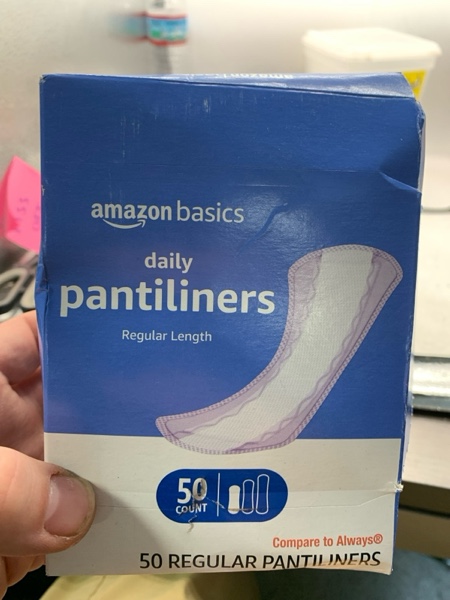 amazon basics
daily
pantiliners
Regular Length
50
COUNT
Compare to Always®
50 REGULAR PANTILINERS